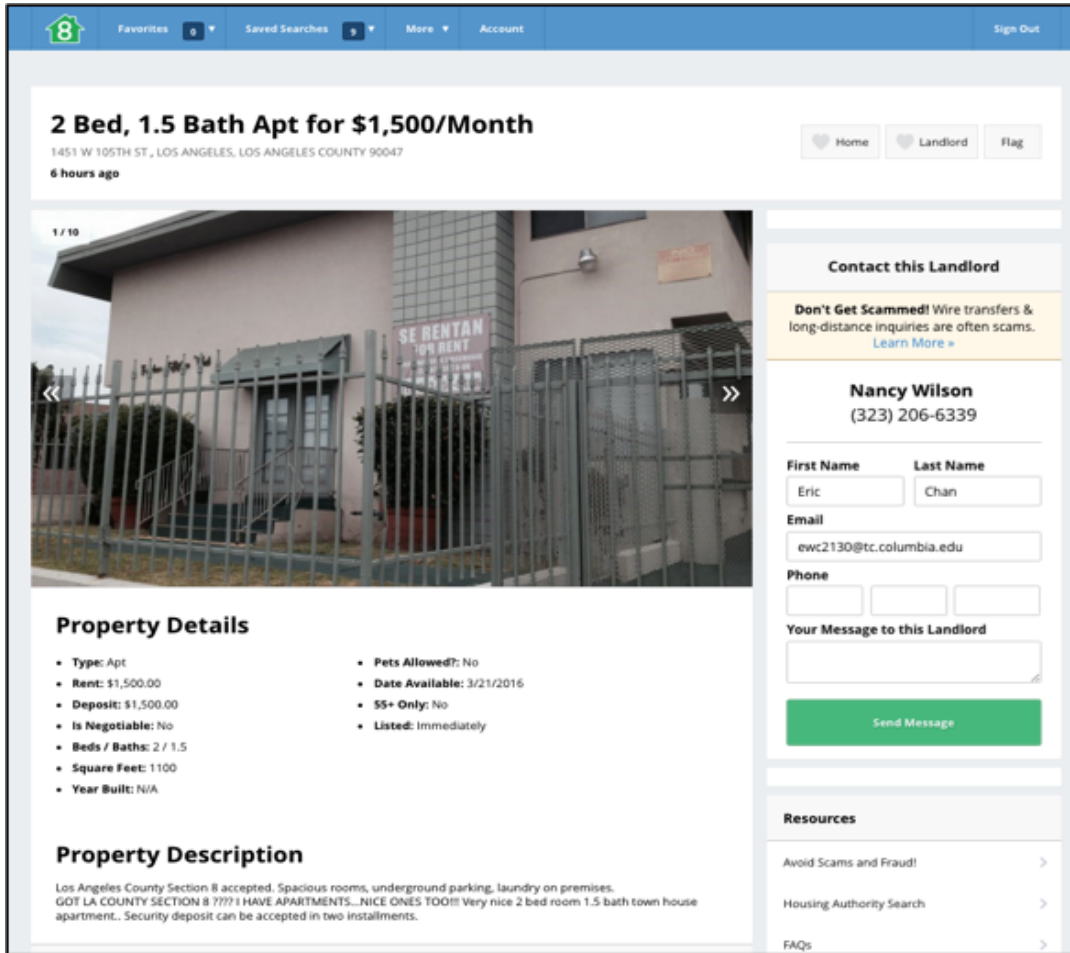 8
Favorites 0 ▼ Saved Searches 9 ▼ More ▼ Account Sign Out
2 Bed, 1.5 Bath Apt for $1,500/Month
1451 W 105TH ST , LOS ANGELES, LOS ANGELES COUNTY 90047
6 hours ago
Home Landlord Flag
1 / 10
SE RENTAN
FOR RENT
« »
Property Details
• Type: Apt
• Rent: $1,500.00
• Deposit: $1,500.00
• Is Negotiable: No
• Beds / Baths: 2 / 1.5
• Square Feet: 1100
• Year Built: N/A
• Pets Allowed?: No
• Date Available: 3/21/2016
• 55+ Only: No
• Listed: Immediately
Property Description
Los Angeles County Section 8 accepted. Spacious rooms, underground parking, laundry on premises.
GOT LA COUNTY SECTION 8 ???? I HAVE APARTMENTS...NICE ONES TOO!!! Very nice 2 bed room 1.5 bath town house
apartment.. Security deposit can be accepted in two installments.
Contact this Landlord
Don't Get Scammed! Wire transfers &
long-distance inquiries are often scams.
Learn More »
Nancy Wilson
(323) 206-6339
First Name Last Name
Eric Chan
Email
ewc2130@tc.columbia.edu
Phone
Your Message to this Landlord
Send Message
Resources
Avoid Scams and Fraud!
Housing Authority Search
FAQs